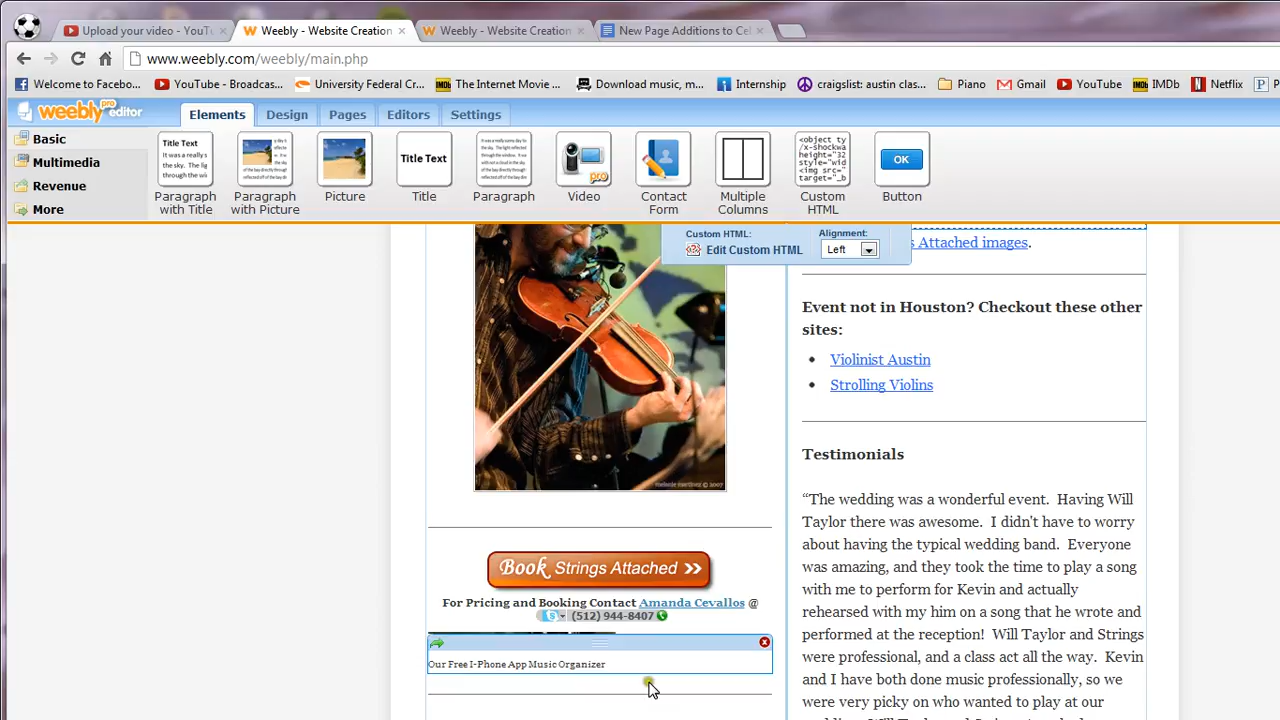 Upload your video - YouTu
Weebly - Website Creation
Weebly - Website Creation
New Page Additions to Cel
www.weebly.com/weebly/main.php
Welcome to Facebo...
YouTube - Broadcas...
University Federal Cr...
IMDb
The Internet Movie ...
Download music, m...
Internship
craigslist: austin clas...
Piano
Gmail
YouTube
IMDb
IMDb
Netflix
P
weebly pro
editor
Elements
Design
Pages
Editors
Settings
Basic
Multimedia
Revenue
More
Title Text
Title Text
OK
pro
Paragraph
with Title
Paragraph
with Picture
Picture
Title
Paragraph
Video
Contact
Form
Multiple
Columns
Custom
HTML
Button
Custom HTML:
Edit Custom HTML
Alignment:
Left
s Attached images.
Event not in Houston? Checkout these other
sites:
• Violinist Austin
• Strolling Violins
Testimonials
“The wedding was a wonderful event. Having Will
Taylor there was awesome. I didn't have to worry
about having the typical wedding band. Everyone
was amazing, and they took the time to play a song
with me to perform for Kevin and actually
rehearsed with my him on a song that he wrote and
performed at the reception! Will Taylor and Strings
were professional, and a class act all the way. Kevin
and I have both done music professionally, so we
were very picky on who wanted to play at our
Book Strings Attached >>
For Pricing and Booking Contact Amanda Cevallos @
(512) 944-8407
Our Free I-Phone App Music Organizer